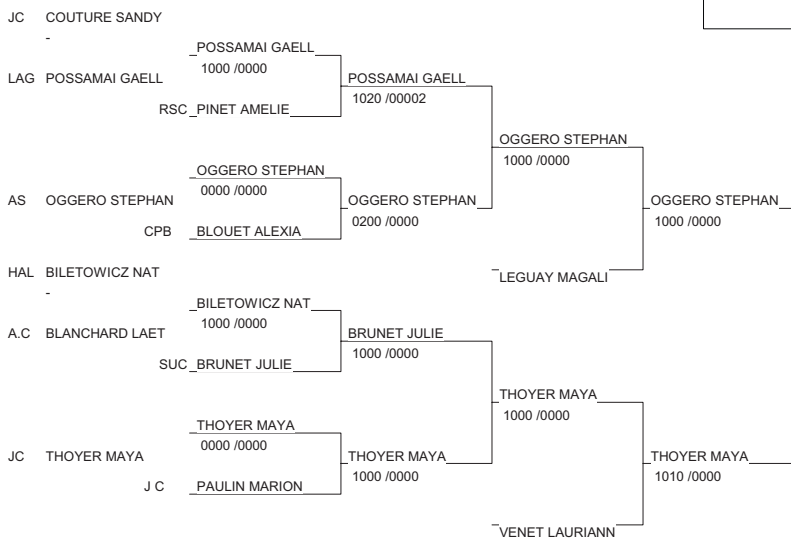 JC COUTURE SANDY
-
POSSAMAI GAELL
1000 /0000
LAG POSSAMAI GAELL
POSSAMAI GAELL
1020 /00002
RSC PINET AMELIE
OGGERO STEPHAN
1000 /0000
OGGERO STEPHAN
0000 /0000
AS OGGERO STEPHAN
OGGERO STEPHAN
0200 /0000
OGGERO STEPHAN
1000 /0000
CPB BLOUET ALEXIA
HAL BILETOWICZ NAT
-
LEGUAY MAGALI
BILETOWICZ NAT
1000 /0000
A.C BLANCHARD LAET
BRUNET JULIE
1000 /0000
SUC BRUNET JULIE
THOYER MAYA
1000 /0000
THOYER MAYA
0000 /0000
JC THOYER MAYA
THOYER MAYA
1000 /0000
THOYER MAYA
1010 /0000
J C PAULIN MARION
VENET LAURIANN